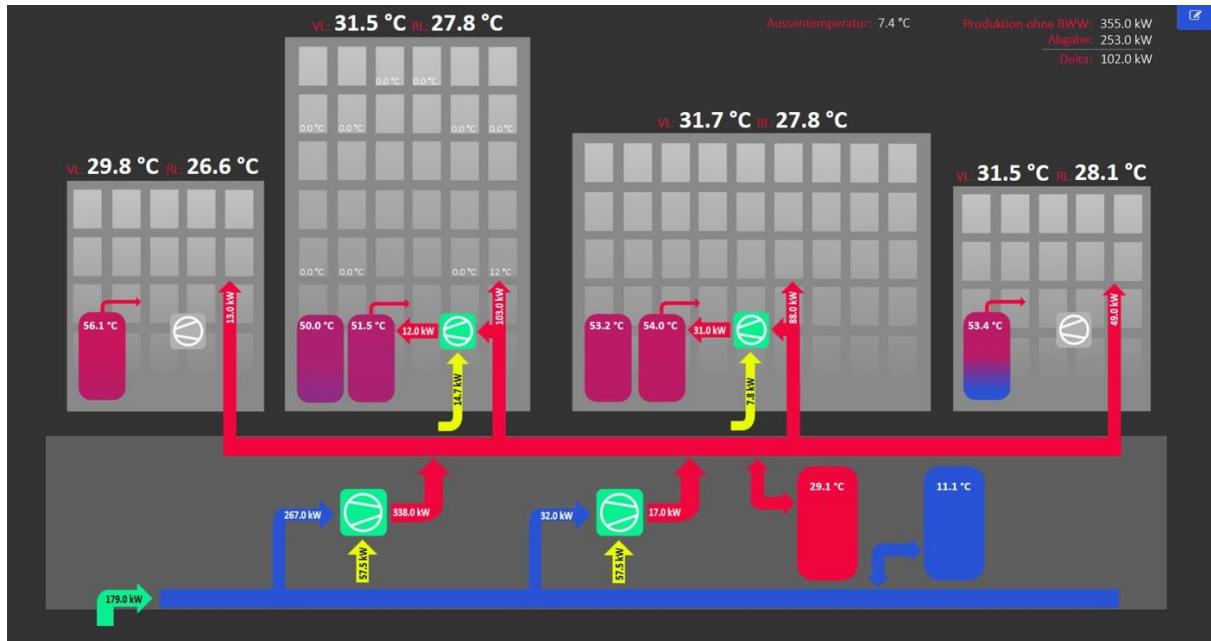 VL: 31.5 °C RL: 27.8 °C
Aussentemperatur: 7.4 °C
Produktion ohne BWW: 355.0 kW
Abgabe: 253.0 kW
Delta: 102.0 kW
0.0 °C 0.0 °C
0.0 °C 0.0 °C 0.0 °C 0.0 °C
VL: 31.7 °C RL: 27.8 °C
VL: 29.8 °C RL: 26.6 °C
VL: 31.5 °C RL: 28.1 °C
0.0 °C 0.0 °C 0.0 °C 12 °C
13.0 kW
103.0 kW
88.0 kW
49.0 kW
56.1 °C
50.0 °C 51.5 °C
12.0 kW
53.2 °C 54.0 °C
31.0 kW
53.4 °C
14.7 kW
7.8 kW
29.1 °C
11.1 °C
267.0 kW
338.0 kW
32.0 kW
17.0 kW
57.5 kW
57.5 kW
179.0 kW